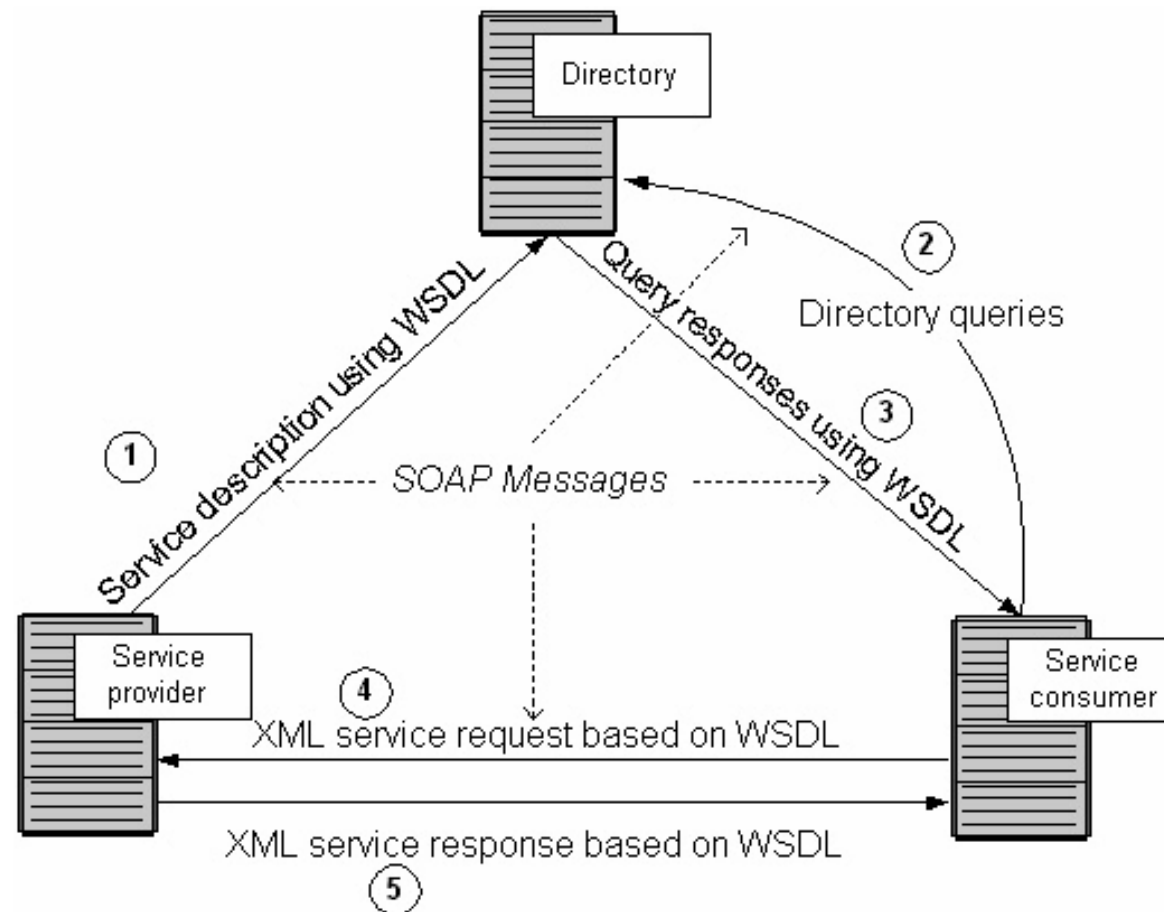 Directory
2
Directory queries
Service description using WSDL
Query responses using WSDL
1
3
SOAP Messages
Service
provider
Service
consumer
4
XML service request based on WSDL
XML service response based on WSDL
5